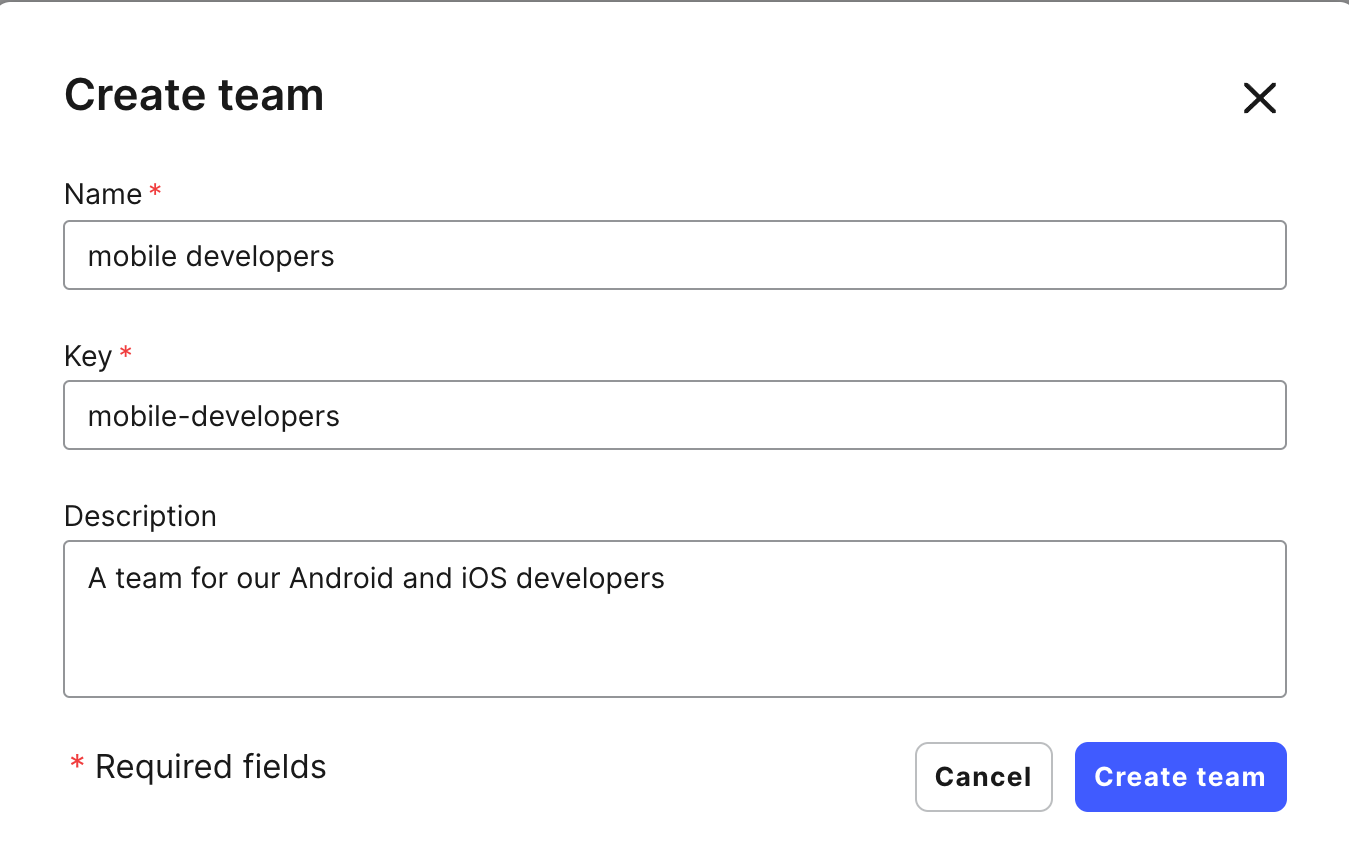 Create team
Name *
mobile developers
Key *
mobile-developers
Description
A team for our Android and iOS developers
* Required fields
Cancel
Create team